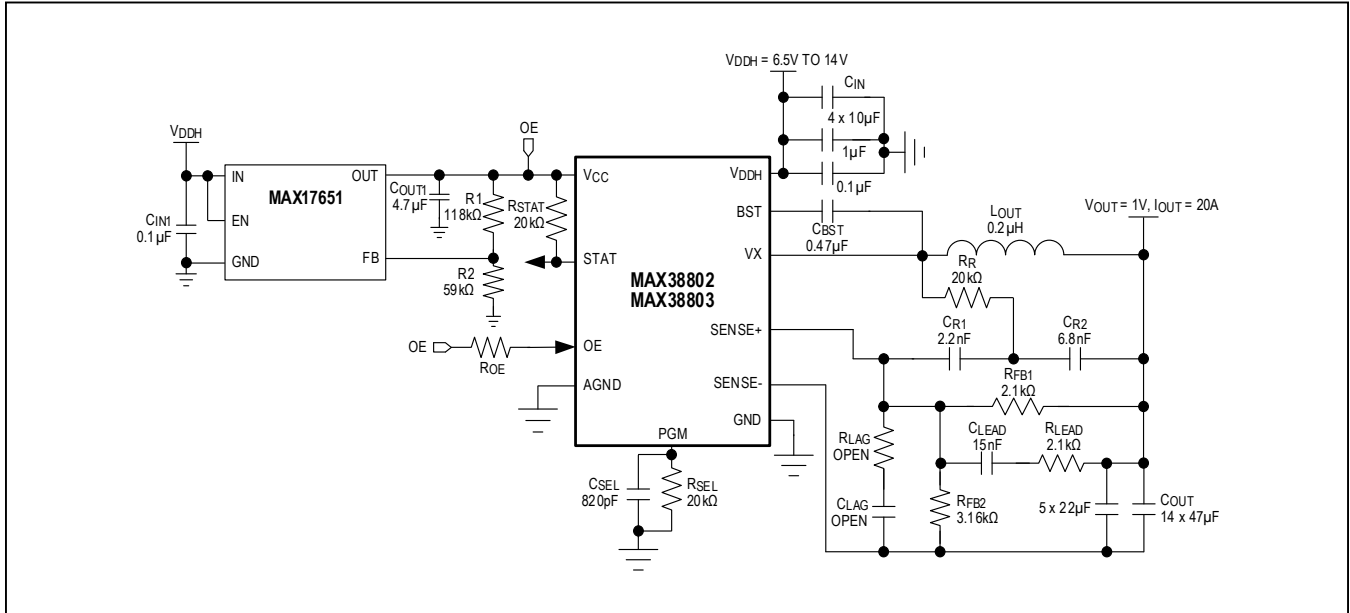 VDDH = 6.5V TO 14V
CIN
4 x 10µF
1µF
0.1µF
VDDH
IN
EN
GND
MAX17651
OUT
FB
CIN1
0.1µF
COUT1
4.7µF
R1
118kΩ
R2
59kΩ
OE
RSTAT
20kΩ
VCC
STAT
OE
ROE
OE
AGND
PGM
MAX38802
MAX38803
VDDH
BST
VX
SENSE+
SENSE-
GND
CSEL
820pF
RSEL
20kΩ
CBST
0.47µF
LOUT
0.2µH
VOUT = 1V, IOUT = 20A
RR
20kΩ
CR1
2.2nF
CR2
6.8nF
RFB1
2.1kΩ
CLEAD
15nF
RLEAD
2.1kΩ
RLAG
OPEN
CLAG
OPEN
RFB2
3.16kΩ
5 x 22µF
COUT
14 x 47µF